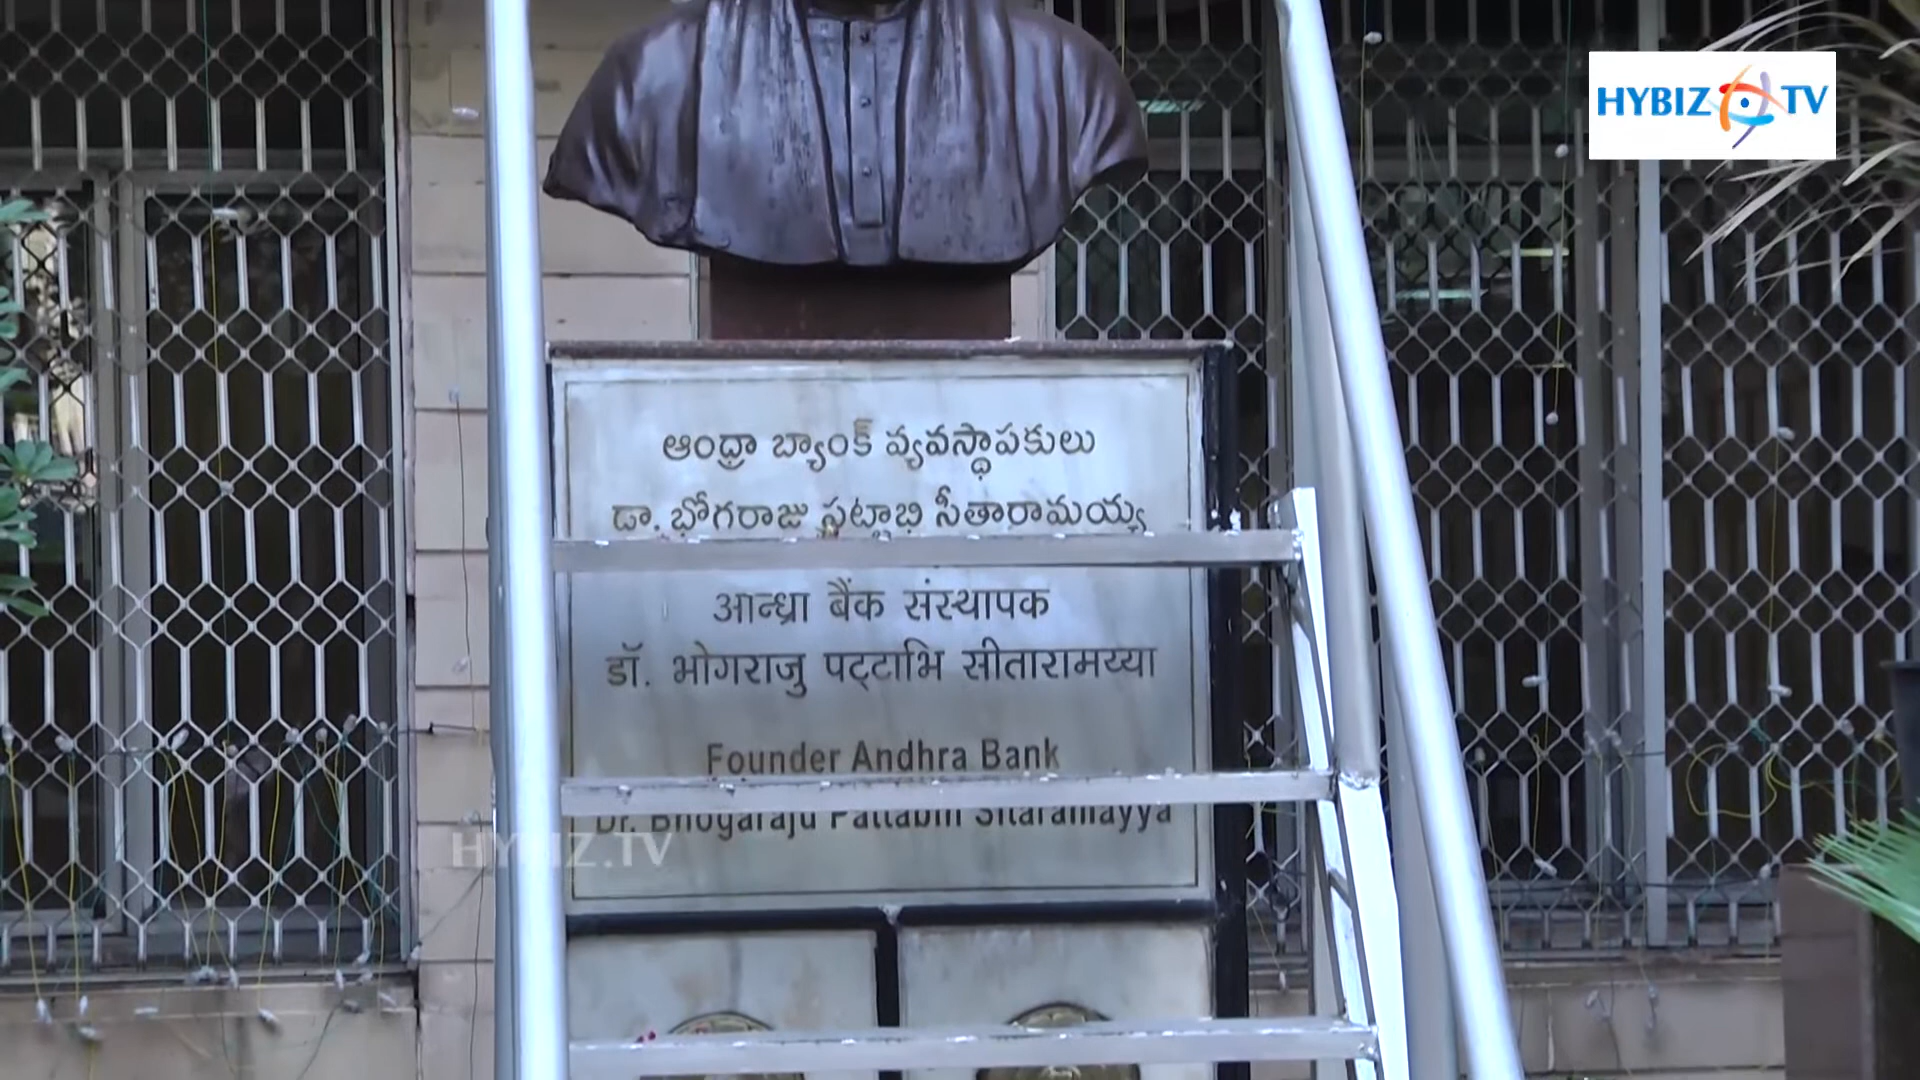 HYBIZ TV
ఆంధ్రా బ్యాంక్ వ్యవస్థాపకులు
డా. భోగరాజు పట్టాభి సీతారామయ్య
आन्ध्रा बैंक संस्थापक
डॉ. भोगराजु पट्टाभि सीतारामय्या
Founder Andhra Bank
Dr. Bhogaraju Pattabhi Sitaramayya
HYBIZ.TV